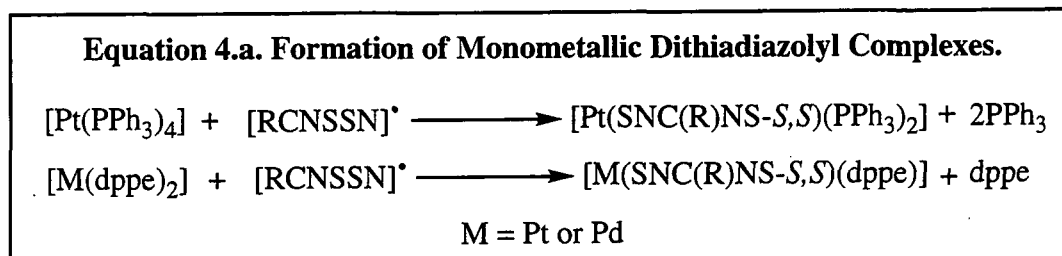 Equation 4.a. Formation of Monometallic Dithiadiazolyl Complexes.
[Pt(PPh₃)₄] + [RCNSSN]• ⟶ [Pt(SNC(R)NS-S,S)(PPh₃)₂] + 2PPh₃
[M(dppe)₂] + [RCNSSN]• ⟶ [M(SNC(R)NS-S,S)(dppe)] + dppe
M = Pt or Pd